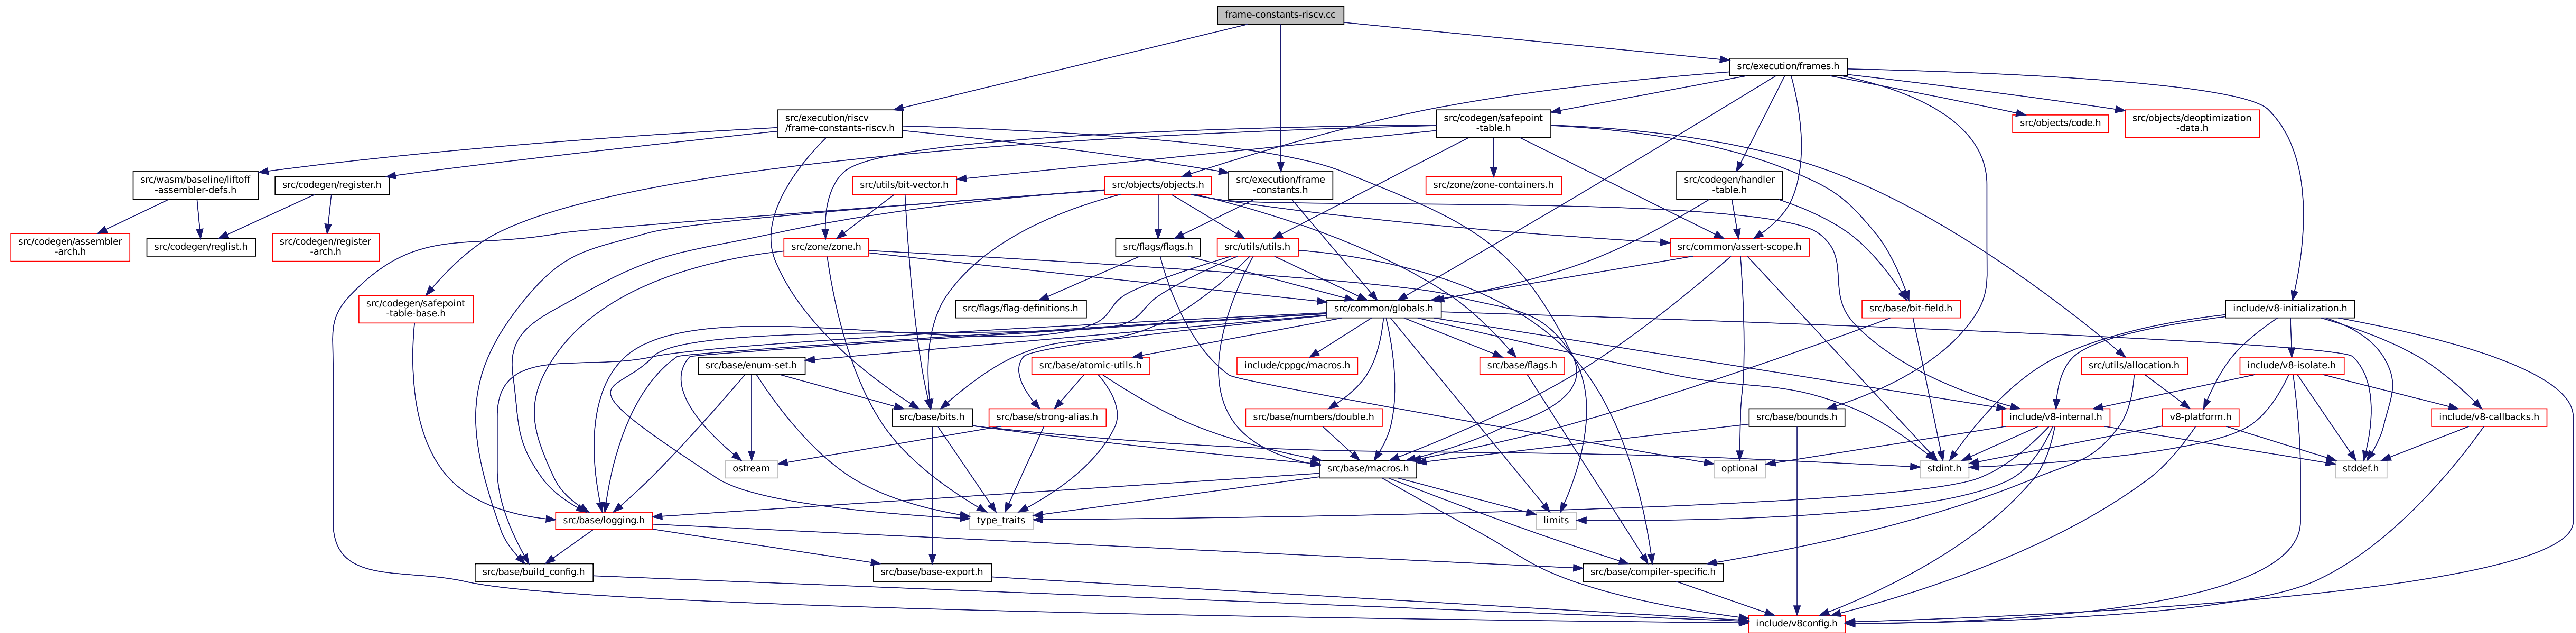 frame-constants-riscv.cc
src/execution/frames.h
src/execution/riscv
/frame-constants-riscv.h
src/codegen/safepoint
-table.h
src/objects/code.h
src/objects/deoptimization
-data.h
src/wasm/baseline/liftoff
-assembler-defs.h
src/codegen/register.h
src/utils/bit-vector.h
src/objects/objects.h
src/execution/frame
-constants.h
src/zone/zone-containers.h
src/codegen/handler
-table.h
src/codegen/assembler
-arch.h
src/codegen/reglist.h
src/codegen/register
-arch.h
src/zone/zone.h
src/flags/flags.h
src/utils/utils.h
src/common/assert-scope.h
src/codegen/safepoint
-table-base.h
src/flags/flag-definitions.h
src/common/globals.h
src/base/bit-field.h
include/v8-initialization.h
src/base/enum-set.h
src/base/atomic-utils.h
include/cppgc/macros.h
src/base/flags.h
src/utils/allocation.h
include/v8-isolate.h
src/base/bits.h
src/base/strong-alias.h
src/base/numbers/double.h
src/base/bounds.h
include/v8-internal.h
v8-platform.h
include/v8-callbacks.h
ostream
src/base/macros.h
optional
stdint.h
stddef.h
src/base/logging.h
type_traits
limits
src/base/build_config.h
src/base/base-export.h
src/base/compiler-specific.h
include/v8config.h